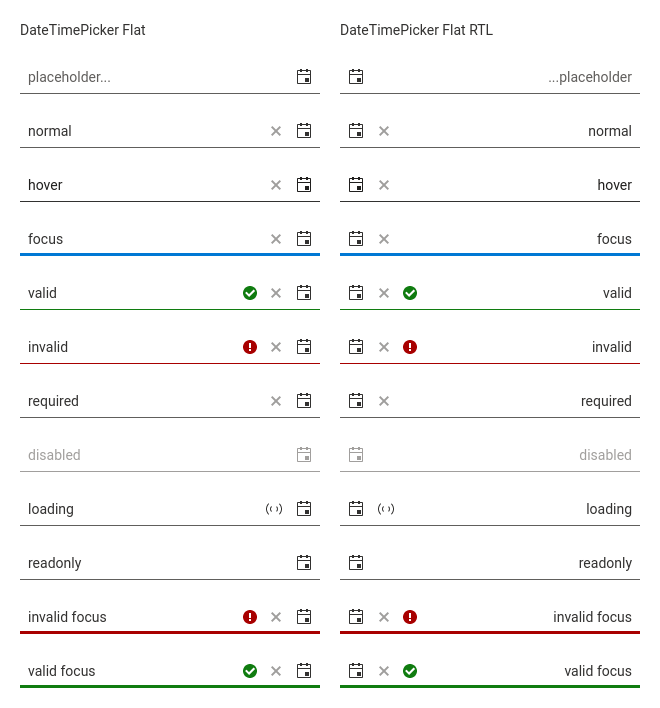 DateTimePicker Flat
placeholder...
normal
hover
focus
valid
invalid
required
disabled
loading
readonly
invalid focus
valid focus
DateTimePicker Flat RTL
...placeholder
normal
hover
focus
valid
invalid
required
disabled
loading
readonly
invalid focus
valid focus